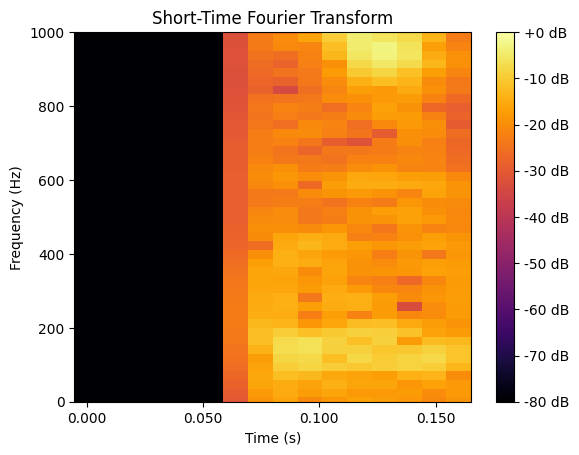 Short-Time Fourier Transform
1000
800
600
400
200
0
Frequency (Hz)
0.000
0.050
0.100
0.150
Time (s)
+0 dB
-10 dB
-20 dB
-30 dB
-40 dB
-50 dB
-60 dB
-70 dB
-80 dB